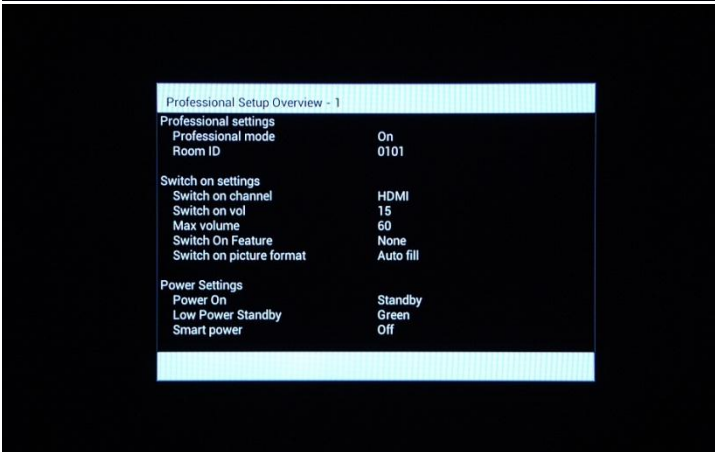 Professional Setup Overview - 1
Professional settings
Professional mode On
Room ID 0101
Switch on settings
Switch on channel HDMI
Switch on vol 15
Max volume 60
Switch On Feature None
Switch on picture format Auto fill
Power Settings
Power On Standby
Low Power Standby Green
Smart power Off